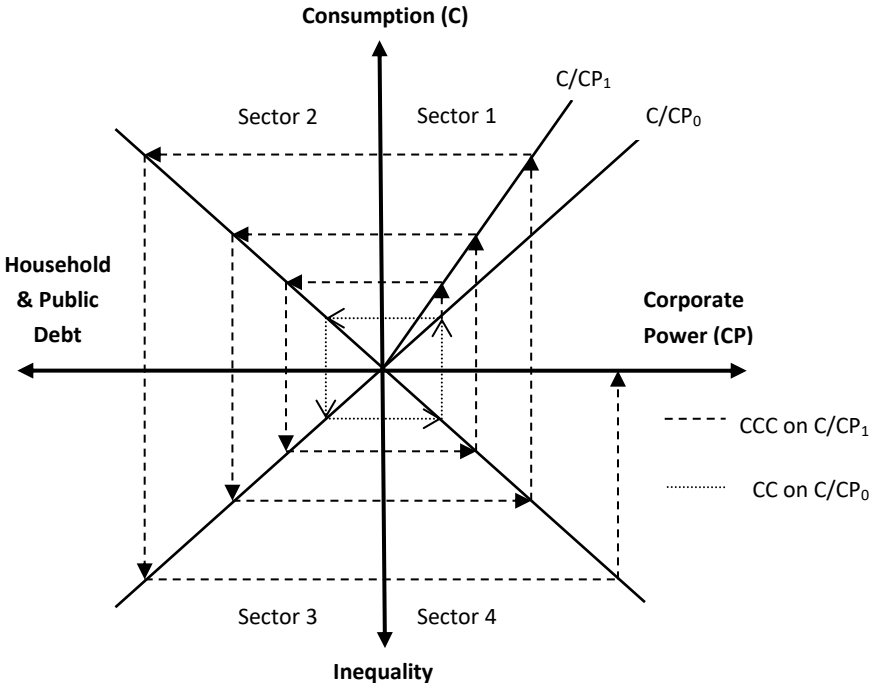 Consumption (C)
C/CP₁
Sector 2
Sector 1
C/CP₀
Household
& Public
Debt
Corporate
Power (CP)
CCC on C/CP₁
CC on C/CP₀
Sector 3
Sector 4
Inequality